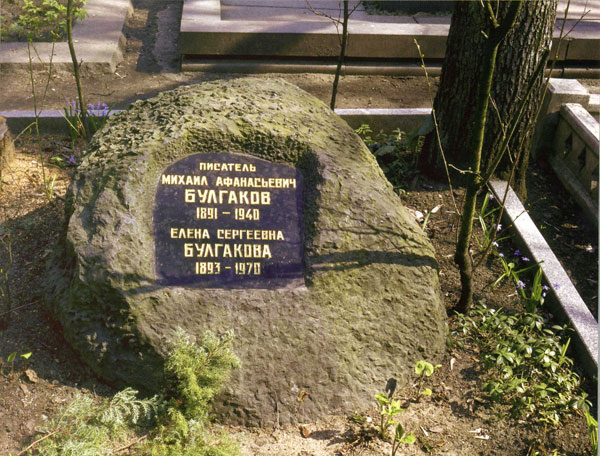 ПИСАТЕЛЬ
МИХАИЛ АФАНАСЬЕВИЧ
БУЛГАКОВ
1891 – 1940
ЕЛЕНА СЕРГЕЕВНА
БУЛГАКОВА
1893 – 1970